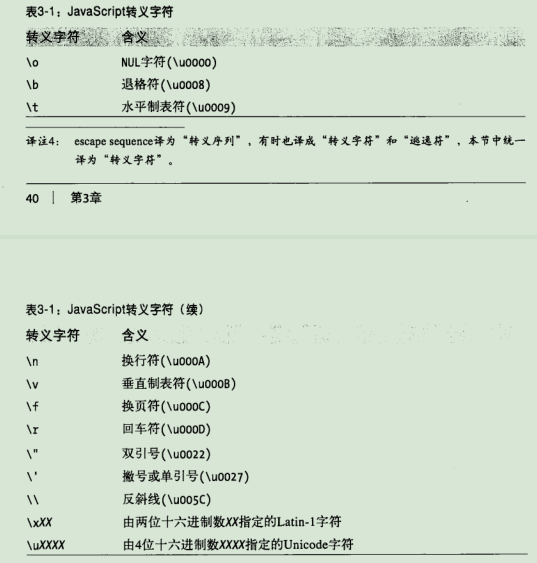 表3-1：JavaScript转义字符
转义字符 含义
\o NUL字符(\u0000)
\b 退格符(\u0008)
\t 水平制表符(\u0009)
译注4： escape sequence译为“转义序列”，有时也译成“转义字符”和“逃逸符”，本节中统一
译为“转义字符”。
40 | 第3章
表3-1：JavaScript转义字符（续）
转义字符 含义
\n 换行符(\u000A)
\v 垂直制表符(\u000B)
\f 换页符(\u000C)
\r 回车符(\u000D)
\" 双引号(\u0022)
\' 撇号或单引号(\u0027)
\\ 反斜线(\u005C)
\xXX 由两位十六进制数XX指定的Latin-1字符
\uXXXX 由4位十六进制数XXXX指定的Unicode字符